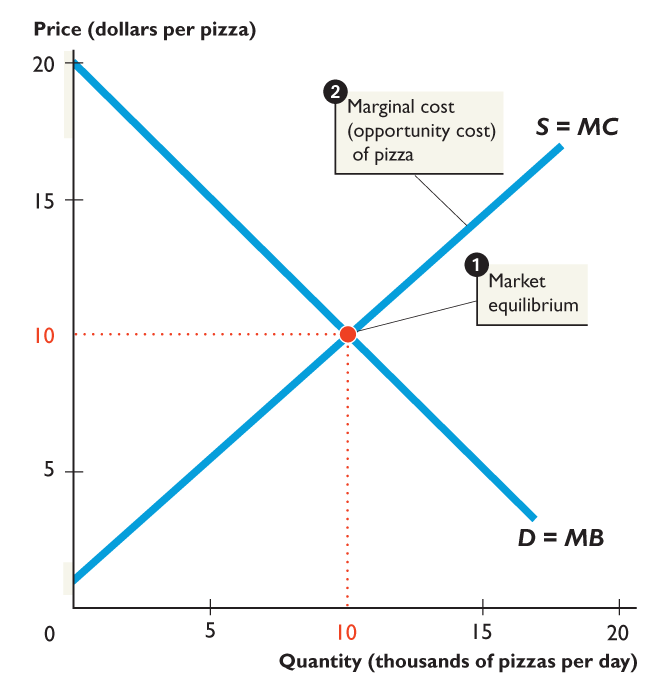 Price (dollars per pizza)
20
2
Marginal cost
(opportunity cost)
of pizza
S = MC
15
1
Market
equilibrium
10
5
D = MB
0
5
10
15
20
Quantity (thousands of pizzas per day)